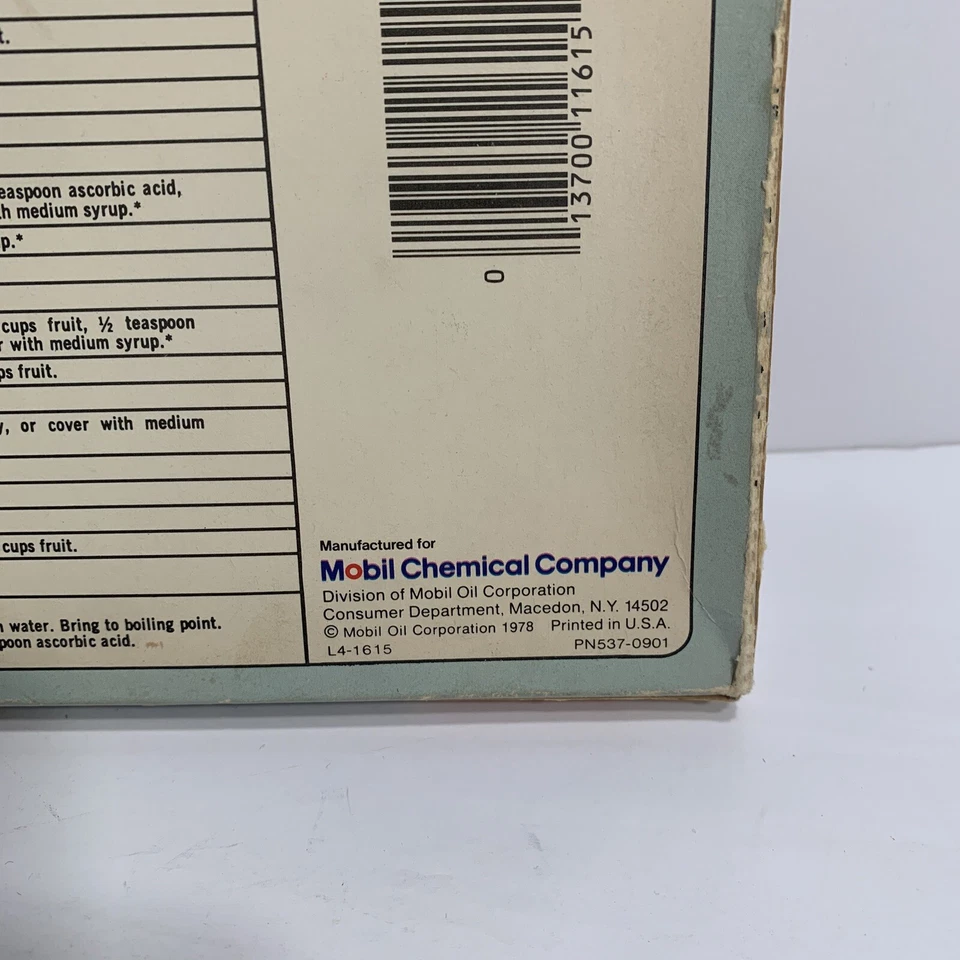 t.
easpoon ascorbic acid,
h medium syrup.*
p.*
cups fruit, ½ teaspoon
r with medium syrup.*
ps fruit.
, or cover with medium
cups fruit.
water. Bring to boiling point.
poon ascorbic acid.
13700 11615
0
Manufactured for
Mobil Chemical Company
Division of Mobil Oil Corporation
Consumer Department, Macedon, N.Y. 14502
© Mobil Oil Corporation 1978 Printed in U.S.A.
L4-1615 PN537-0901